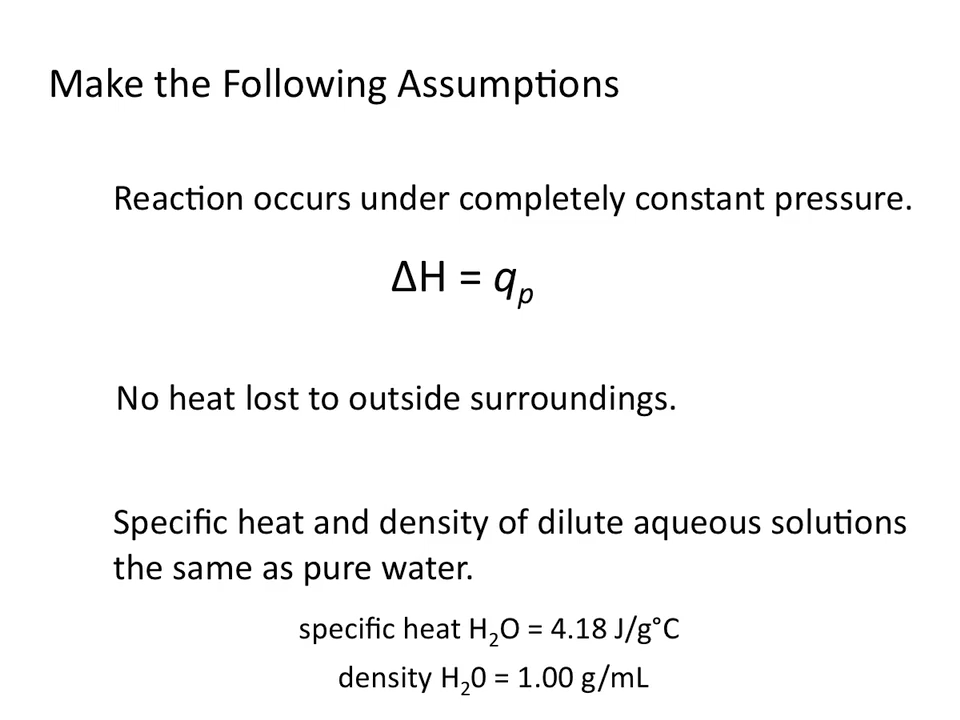 Make the Following Assumptions
Reaction occurs under completely constant pressure.
ΔH = qₚ
No heat lost to outside surroundings.
Specific heat and density of dilute aqueous solutions
the same as pure water.
specific heat H₂O = 4.18 J/g°C
density H₂0 = 1.00 g/mL